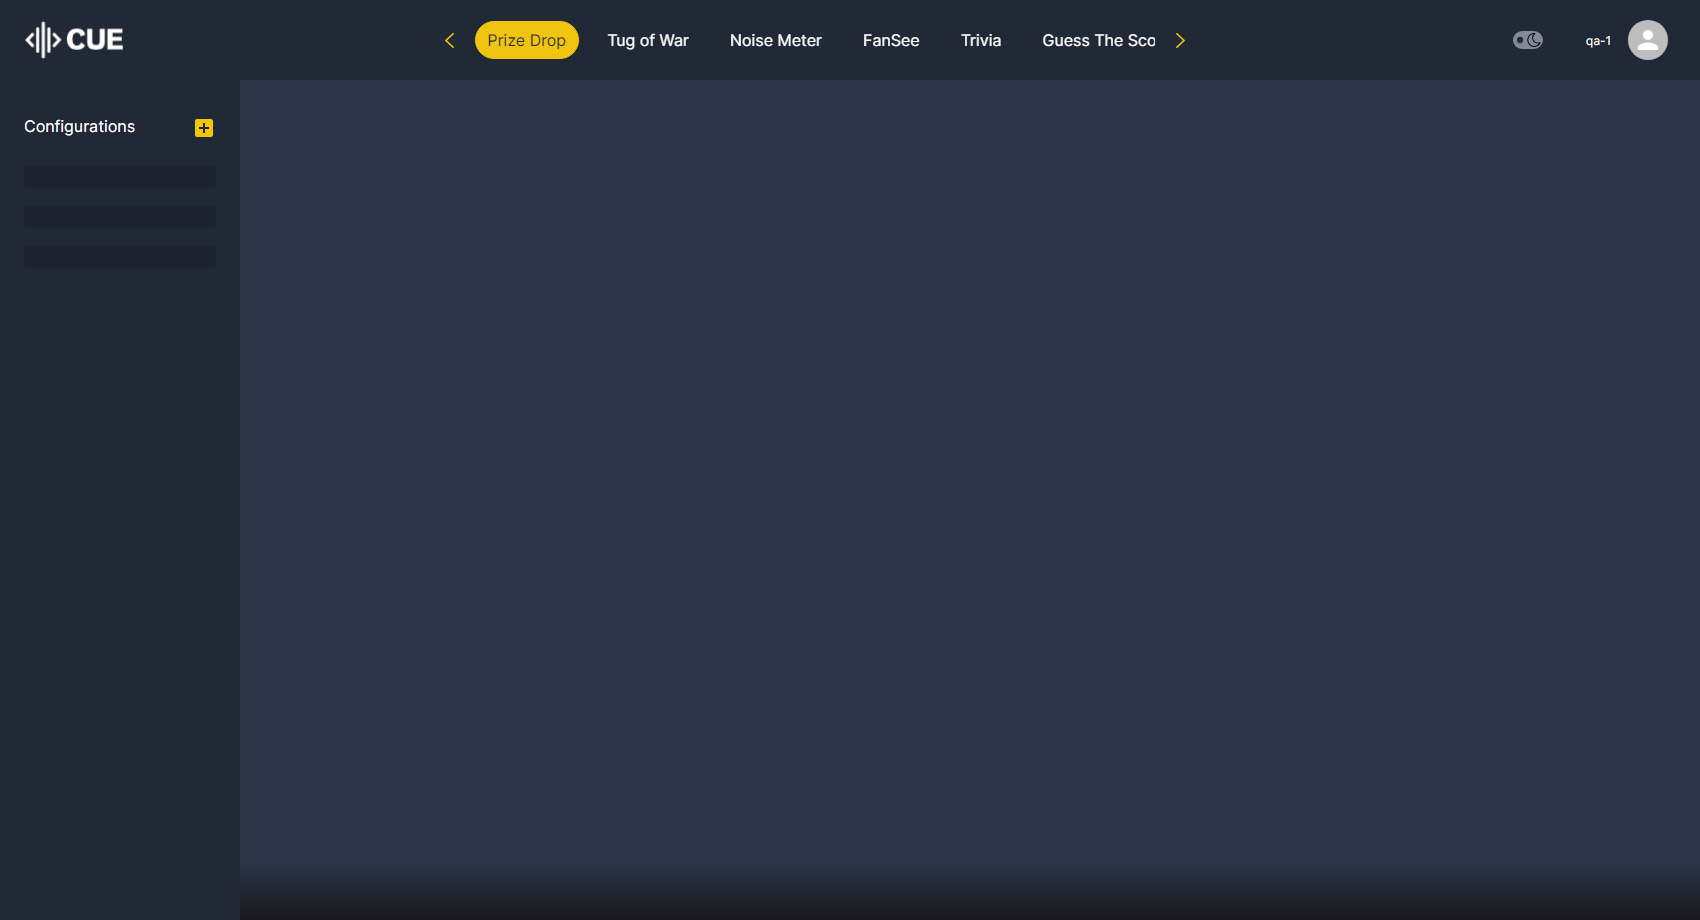 CUE
Prize Drop
Tug of War
Noise Meter
FanSee
Trivia
Guess The Sco
qa-1
Configurations